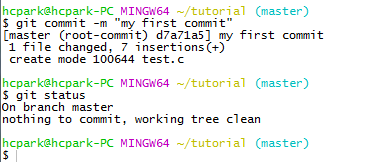 hcpark@hcpark-PC MINGW64 ~/tutorial (master)
$ git commit -m "my first commit"
[master (root-commit) d7a71a5] my first commit
 1 file changed, 7 insertions(+)
 create mode 100644 test.c

hcpark@hcpark-PC MINGW64 ~/tutorial (master)
$ git status
On branch master
nothing to commit, working tree clean

hcpark@hcpark-PC MINGW64 ~/tutorial (master)
$